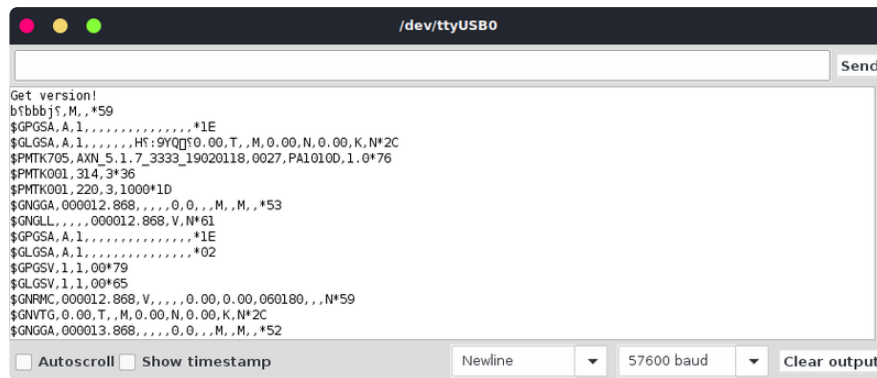 /dev/ttyUSB0
Send
Get version!
b⸮bbbj⸮,M,,*59
$GPGSA,A,1,,,,,,,,,,,,,,,*1E
$GLGSA,A,1,,,,,,,H⸮:9YQ▯⸮0.00,T,,M,0.00,N,0.00,K,N*2C
$PMTK705,AXN_5.1.7_3333_19020118,0027,PA1010D,1.0*76
$PMTK001,314,3*36
$PMTK001,220,3,1000*1D
$GNGGA,000012.868,,,,,0,0,,,M,,M,,*53
$GNGLL,,,,,000012.868,V,N*61
$GPGSA,A,1,,,,,,,,,,,,,,,*1E
$GLGSA,A,1,,,,,,,,,,,,,,,*02
$GPGSV,1,1,00*79
$GLGSV,1,1,00*65
$GNRMC,000012.868,V,,,,,0.00,0.00,060180,,,N*59
$GNVTG,0.00,T,,M,0.00,N,0.00,K,N*2C
$GNGGA,000013.868,,,,,0,0,,,M,,M,,*52
Autoscroll Show timestamp Newline 57600 baud Clear output